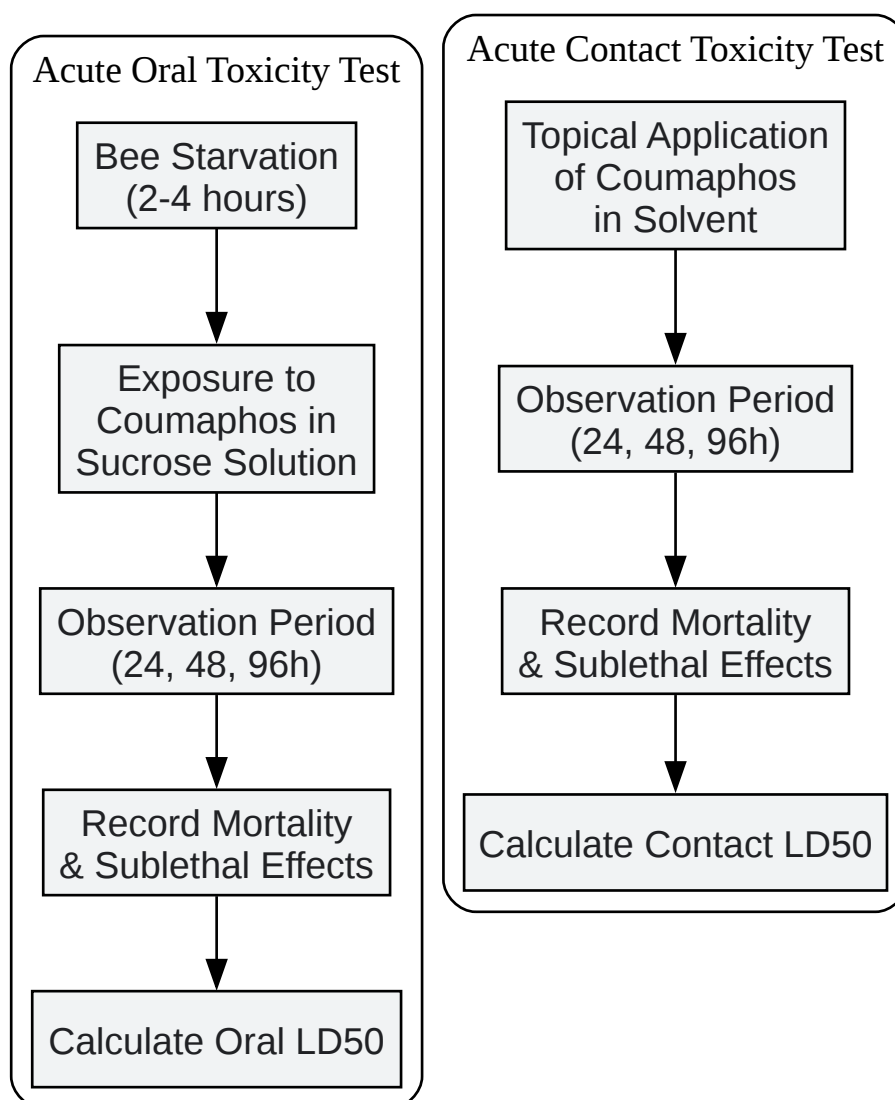 Acute Oral Toxicity Test
Bee Starvation
(2-4 hours)
Exposure to
Coumaphos in
Sucrose Solution
Observation Period
(24, 48, 96h)
Record Mortality
& Sublethal Effects
Calculate Oral LD50
Acute Contact Toxicity Test
Topical Application
of Coumaphos
in Solvent
Observation Period
(24, 48, 96h)
Record Mortality
& Sublethal Effects
Calculate Contact LD50